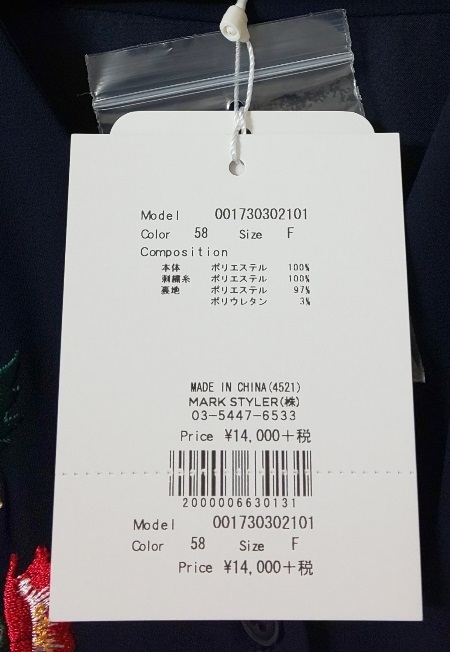 Model 001730302101
Color 58 Size F
Composition
本体 ポリエステル 100%
刺繍糸 ポリエステル 100%
裏地 ポリエステル 97%
ポリウレタン 3%
MADE IN CHINA(4521)
MARK STYLER(株)
03-5447-6533
Price ¥14,000+税
2000006630131
Model 001730302101
Color 58 Size F
Price ¥14,000+税